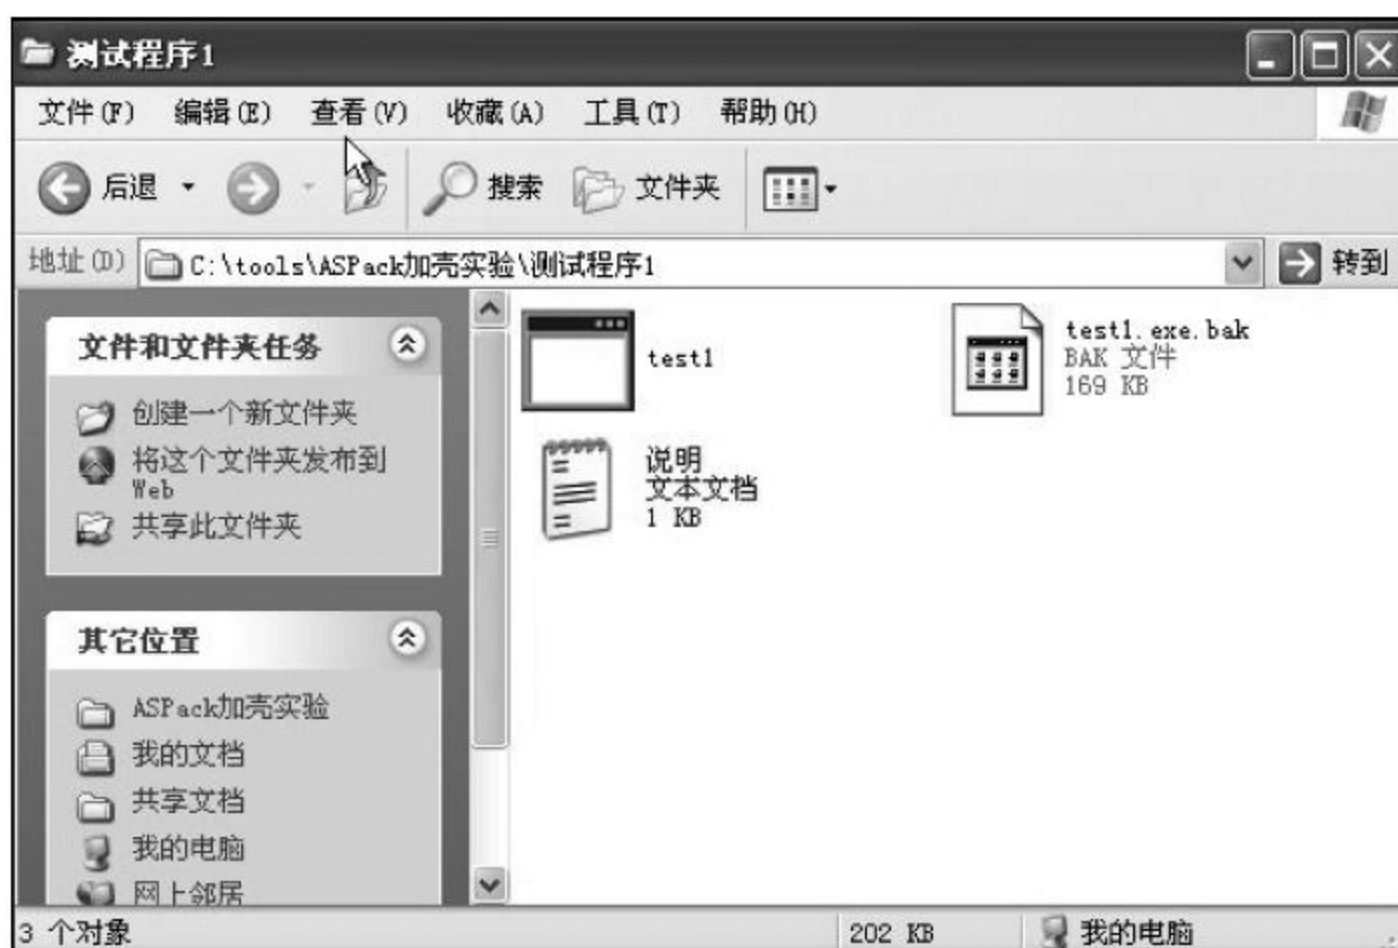 测试程序1
文件(F) 编辑(E) 查看(V) 收藏(A) 工具(T) 帮助(H)
后退 搜索 文件夹
地址(D) C:\tools\ASPack加壳实验\测试程序1 转到
文件和文件夹任务
创建一个新文件夹
将这个文件夹发布到
Web
共享此文件夹
其它位置
ASPack加壳实验
我的文档
共享文档
我的电脑
网上邻居
test1
test1.exe.bak
BAK 文件
169 KB
说明
文本文档
1 KB
3 个对象 202 KB 我的电脑